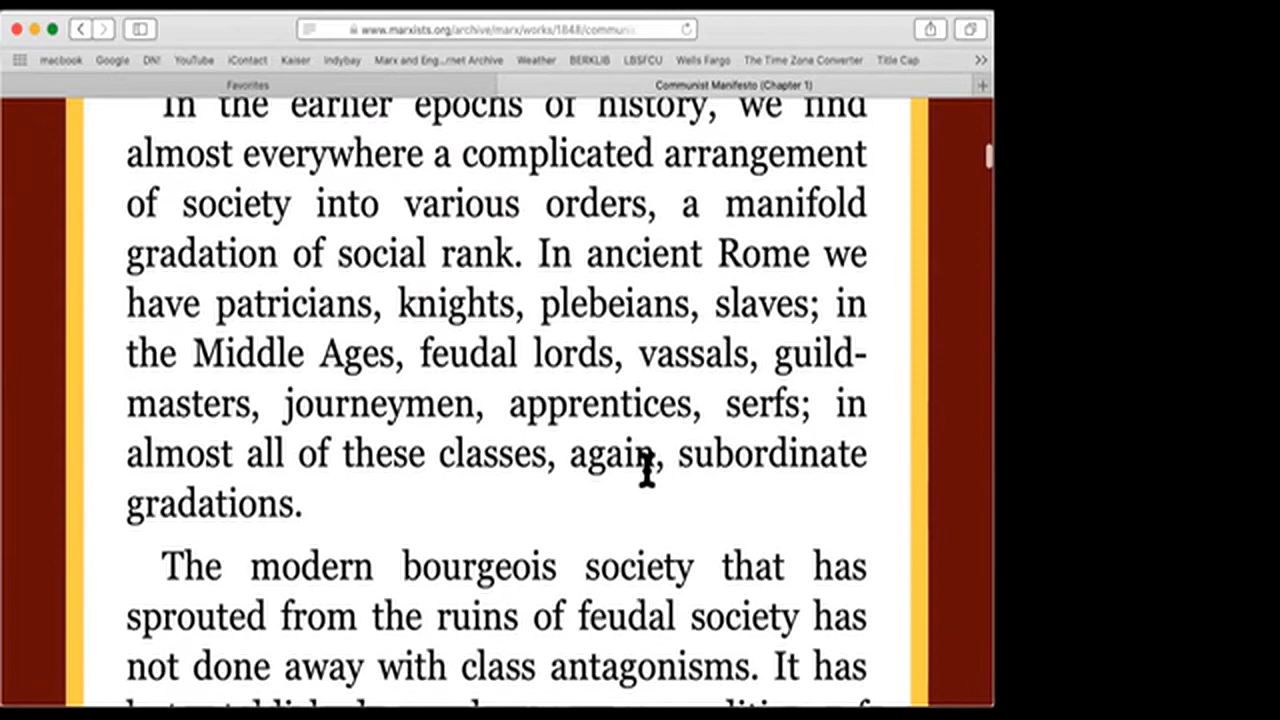 www.marxists.org/archive/marx/works/1848/commun
macbook Google DN! YouTube iContact Kaiser Indybay Marx and Eng...rnet Archive Weather BERKLIB LBSFCU Wells Fargo The Time Zone Converter Title Cap
Favorites Communist Manifesto (Chapter 1)
In the earlier epochs of history, we find
almost everywhere a complicated arrangement
of society into various orders, a manifold
gradation of social rank. In ancient Rome we
have patricians, knights, plebeians, slaves; in
the Middle Ages, feudal lords, vassals, guild-
masters, journeymen, apprentices, serfs; in
almost all of these classes, again, subordinate
gradations.
The modern bourgeois society that has
sprouted from the ruins of feudal society has
not done away with class antagonisms. It has